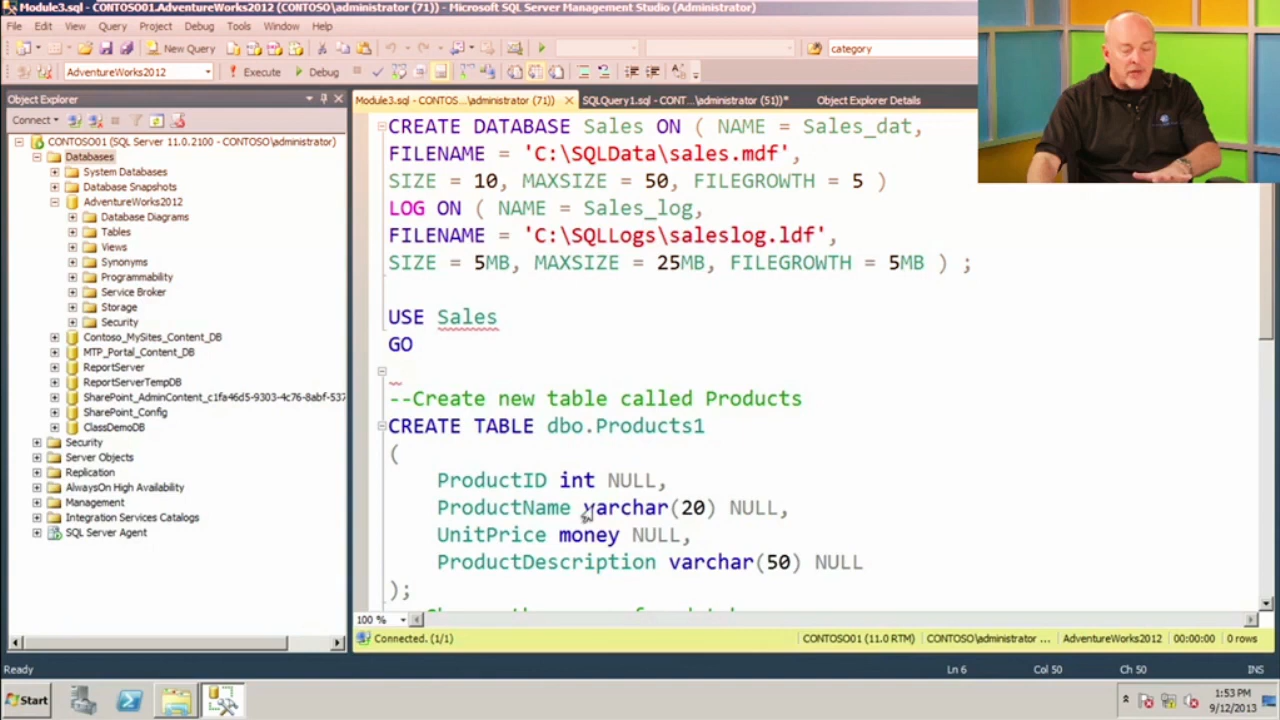 Module3.sql - CONTOSO01.AdventureWorks2012 (CONTOSO\administrator (71)) - Microsoft SQL Server Management Studio (Administrator)
File Edit View Query Project Debug Tools Window Help
New Query
category
AdventureWorks2012
Execute
Debug
Object Explorer
Connect
CONTOSO01 (SQL Server 11.0.2100 - CONTOSO\administrator)
Databases
System Databases
Database Snapshots
AdventureWorks2012
Database Diagrams
Tables
Views
Synonyms
Programmability
Service Broker
Storage
Security
Contoso_MySites_Content_DB
MTP_Portal_Content_DB
ReportServer
ReportServerTempDB
SharePoint_AdminContent_c1fa46d5-9303-4c76-8abf-537
SharePoint_Config
ClassDemoDB
Security
Server Objects
Replication
AlwaysOn High Availability
Management
Integration Services Catalogs
SQL Server Agent
Module3.sql - CONTOS...\administrator (71))
SQLQuery1.sql - CONT...\administrator (51))*
Object Explorer Details
CREATE DATABASE Sales ON ( NAME = Sales_dat,
FILENAME = 'C:\SQLData\sales.mdf',
SIZE = 10, MAXSIZE = 50, FILEGROWTH = 5 )
LOG ON ( NAME = Sales_log,
FILENAME = 'C:\SQLLogs\saleslog.ldf',
SIZE = 5MB, MAXSIZE = 25MB, FILEGROWTH = 5MB ) ;
USE Sales
GO
--Create new table called Products
CREATE TABLE dbo.Products1
(
ProductID int NULL,
ProductName varchar(20) NULL,
UnitPrice money NULL,
ProductDescription varchar(50) NULL
);
100 %
Connected. (1/1)
CONTOSO01 (11.0 RTM)
CONTOSO\administrator ...
AdventureWorks2012
00:00:00
0 rows
Ready
Ln 6
Col 50
Ch 50
INS
Start
1:53 PM
9/12/2013